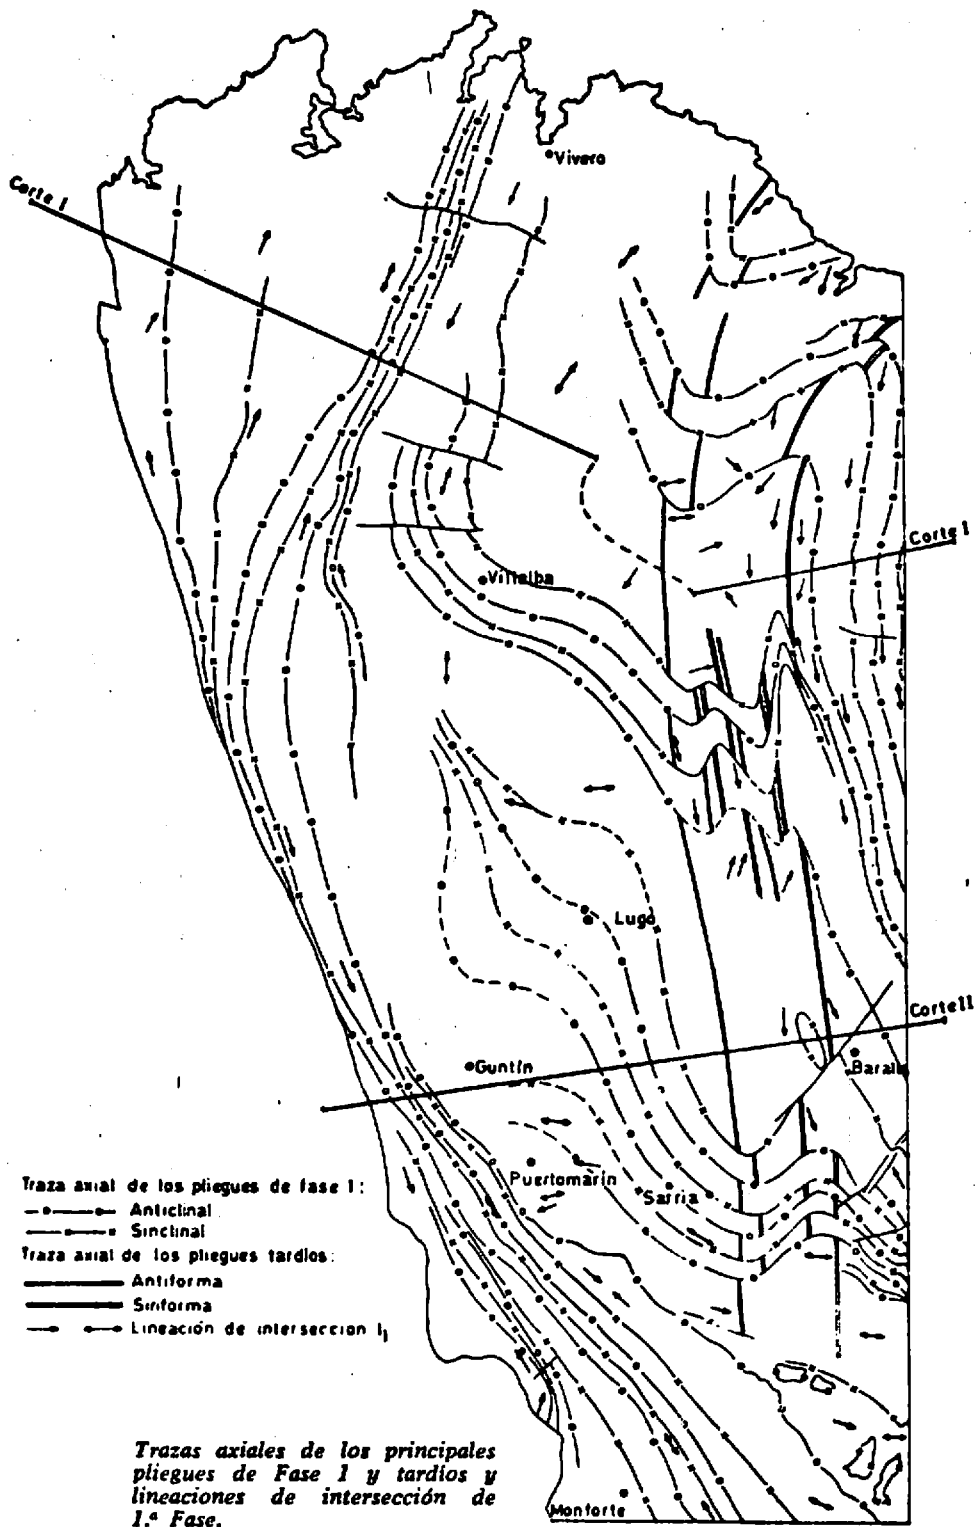 Vivero
Corte I
Corte I
Villalba
Lugo
Corte II
Guntín
Baralla
Puertomarín
Sarria
Traza axial de los pliegues de fase I:
Anticlinal
Sinclinal
Traza axial de los pliegues tardíos:
Antiforma
Sinforma
Lineación de intersección l1
Trazas axiales de los principales
pliegues de Fase 1 y tardíos y
lineaciones de intersección de
1.ª Fase.
Monforte